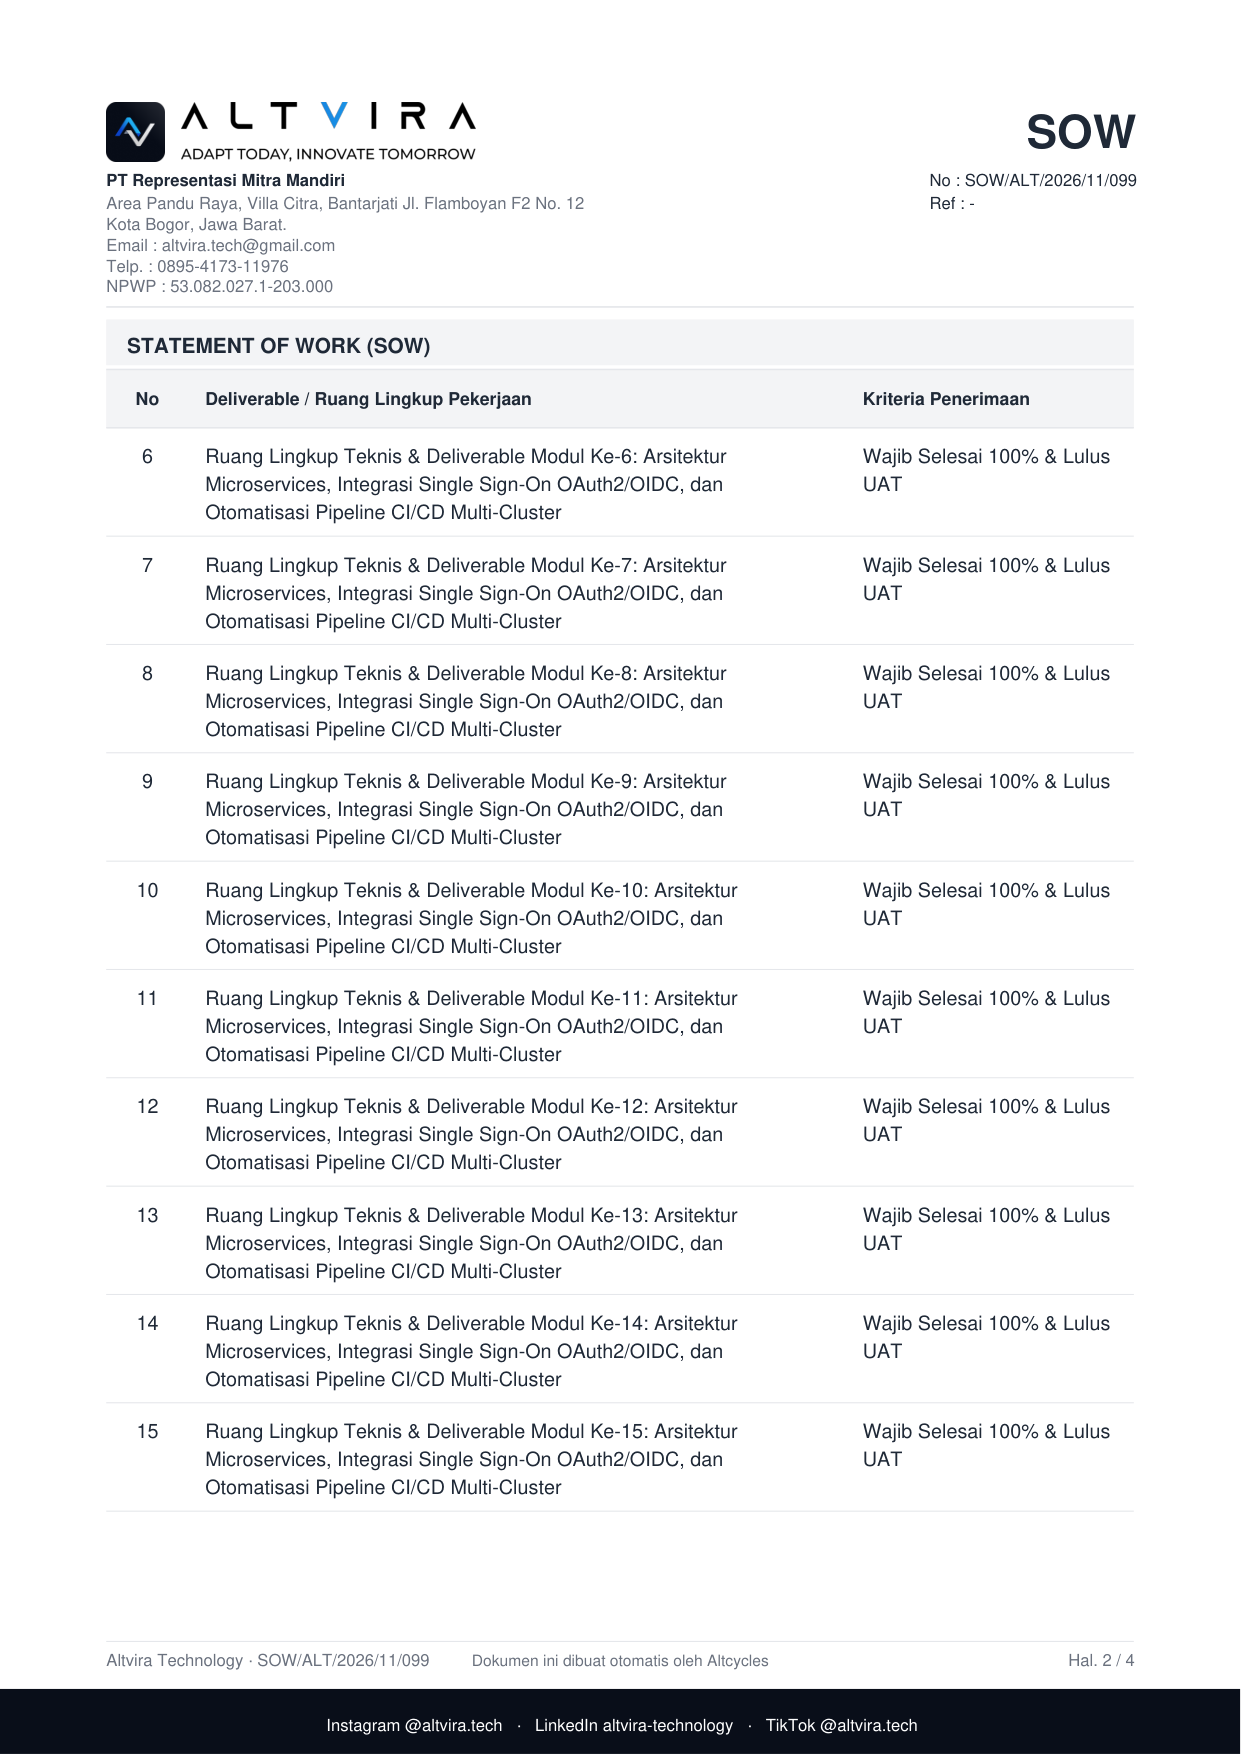 ALTVIRA
ADAPT TODAY, INNOVATE TOMORROW
SOW
PT Representasi Mitra Mandiri
Area Pandu Raya, Villa Citra, Bantarjati Jl. Flamboyan F2 No. 12
Kota Bogor, Jawa Barat.
Email : altvira.tech@gmail.com
Telp. : 0895-4173-11976
NPWP : 53.082.027.1-203.000
No : SOW/ALT/2026/11/099
Ref : -
STATEMENT OF WORK (SOW)
No Deliverable / Ruang Lingkup Pekerjaan Kriteria Penerimaan
6 Ruang Lingkup Teknis & Deliverable Modul Ke-6: Arsitektur Wajib Selesai 100% & Lulus
Microservices, Integrasi Single Sign-On OAuth2/OIDC, dan UAT
Otomatisasi Pipeline CI/CD Multi-Cluster
7 Ruang Lingkup Teknis & Deliverable Modul Ke-7: Arsitektur Wajib Selesai 100% & Lulus
Microservices, Integrasi Single Sign-On OAuth2/OIDC, dan UAT
Otomatisasi Pipeline CI/CD Multi-Cluster
8 Ruang Lingkup Teknis & Deliverable Modul Ke-8: Arsitektur Wajib Selesai 100% & Lulus
Microservices, Integrasi Single Sign-On OAuth2/OIDC, dan UAT
Otomatisasi Pipeline CI/CD Multi-Cluster
9 Ruang Lingkup Teknis & Deliverable Modul Ke-9: Arsitektur Wajib Selesai 100% & Lulus
Microservices, Integrasi Single Sign-On OAuth2/OIDC, dan UAT
Otomatisasi Pipeline CI/CD Multi-Cluster
10 Ruang Lingkup Teknis & Deliverable Modul Ke-10: Arsitektur Wajib Selesai 100% & Lulus
Microservices, Integrasi Single Sign-On OAuth2/OIDC, dan UAT
Otomatisasi Pipeline CI/CD Multi-Cluster
11 Ruang Lingkup Teknis & Deliverable Modul Ke-11: Arsitektur Wajib Selesai 100% & Lulus
Microservices, Integrasi Single Sign-On OAuth2/OIDC, dan UAT
Otomatisasi Pipeline CI/CD Multi-Cluster
12 Ruang Lingkup Teknis & Deliverable Modul Ke-12: Arsitektur Wajib Selesai 100% & Lulus
Microservices, Integrasi Single Sign-On OAuth2/OIDC, dan UAT
Otomatisasi Pipeline CI/CD Multi-Cluster
13 Ruang Lingkup Teknis & Deliverable Modul Ke-13: Arsitektur Wajib Selesai 100% & Lulus
Microservices, Integrasi Single Sign-On OAuth2/OIDC, dan UAT
Otomatisasi Pipeline CI/CD Multi-Cluster
14 Ruang Lingkup Teknis & Deliverable Modul Ke-14: Arsitektur Wajib Selesai 100% & Lulus
Microservices, Integrasi Single Sign-On OAuth2/OIDC, dan UAT
Otomatisasi Pipeline CI/CD Multi-Cluster
15 Ruang Lingkup Teknis & Deliverable Modul Ke-15: Arsitektur Wajib Selesai 100% & Lulus
Microservices, Integrasi Single Sign-On OAuth2/OIDC, dan UAT
Otomatisasi Pipeline CI/CD Multi-Cluster
Altvira Technology · SOW/ALT/2026/11/099 Dokumen ini dibuat otomatis oleh Altcycles Hal. 2 / 4
Instagram @altvira.tech · LinkedIn altvira-technology · TikTok @altvira.tech